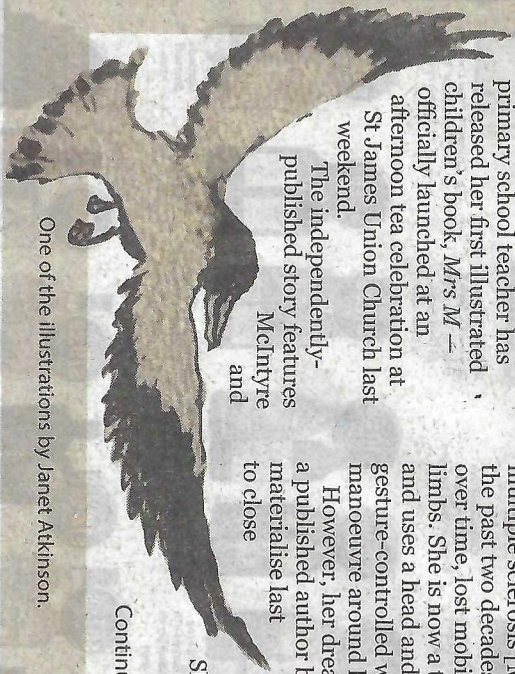 primary school teacher has
released her first illustrated
children's book, Mrs M –
officially launched at an
afternoon tea celebration at
St James Union Church last
weekend.
The independently-
published story features
McIntyre
and
multiple sclerosis
the past two decades
over time, lost mobi
limbs. She is now a
and uses a head and
gesture-controlled w
manoeuvre around
However, her drea
a published author
materialise last
to close
Contin
One of the illustrations by Janet Atkinson.